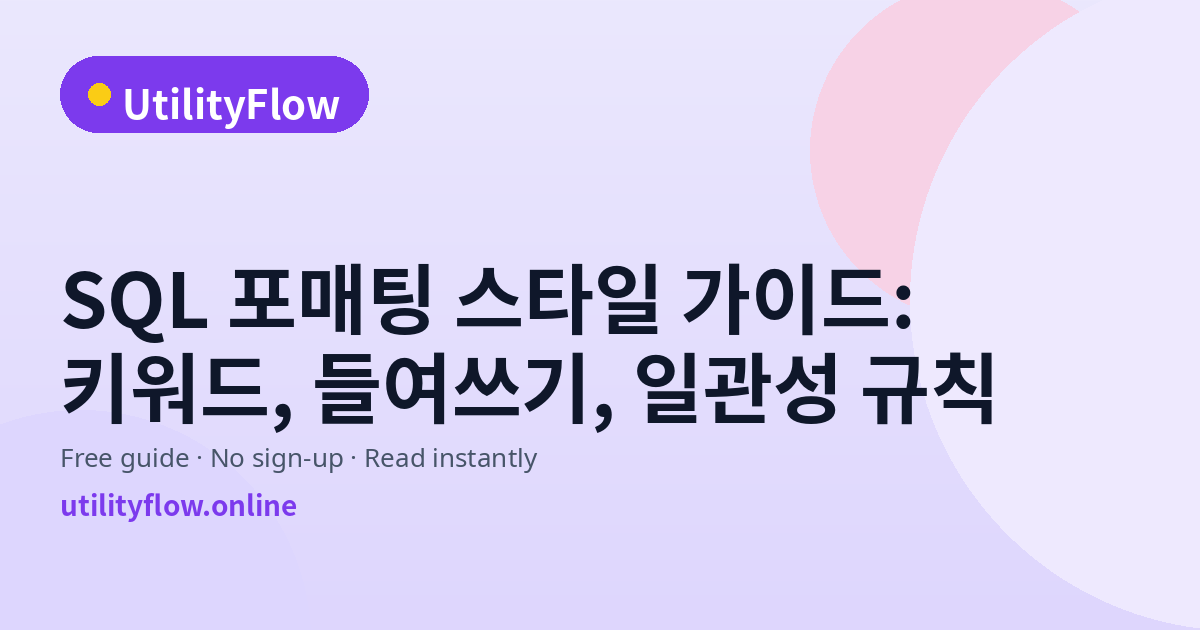 UtilityFlow
SQL 포매팅 스타일 가이드:
키워드, 들여쓰기, 일관성 규칙
Free guide · No sign-up · Read instantly
utilityflow.online